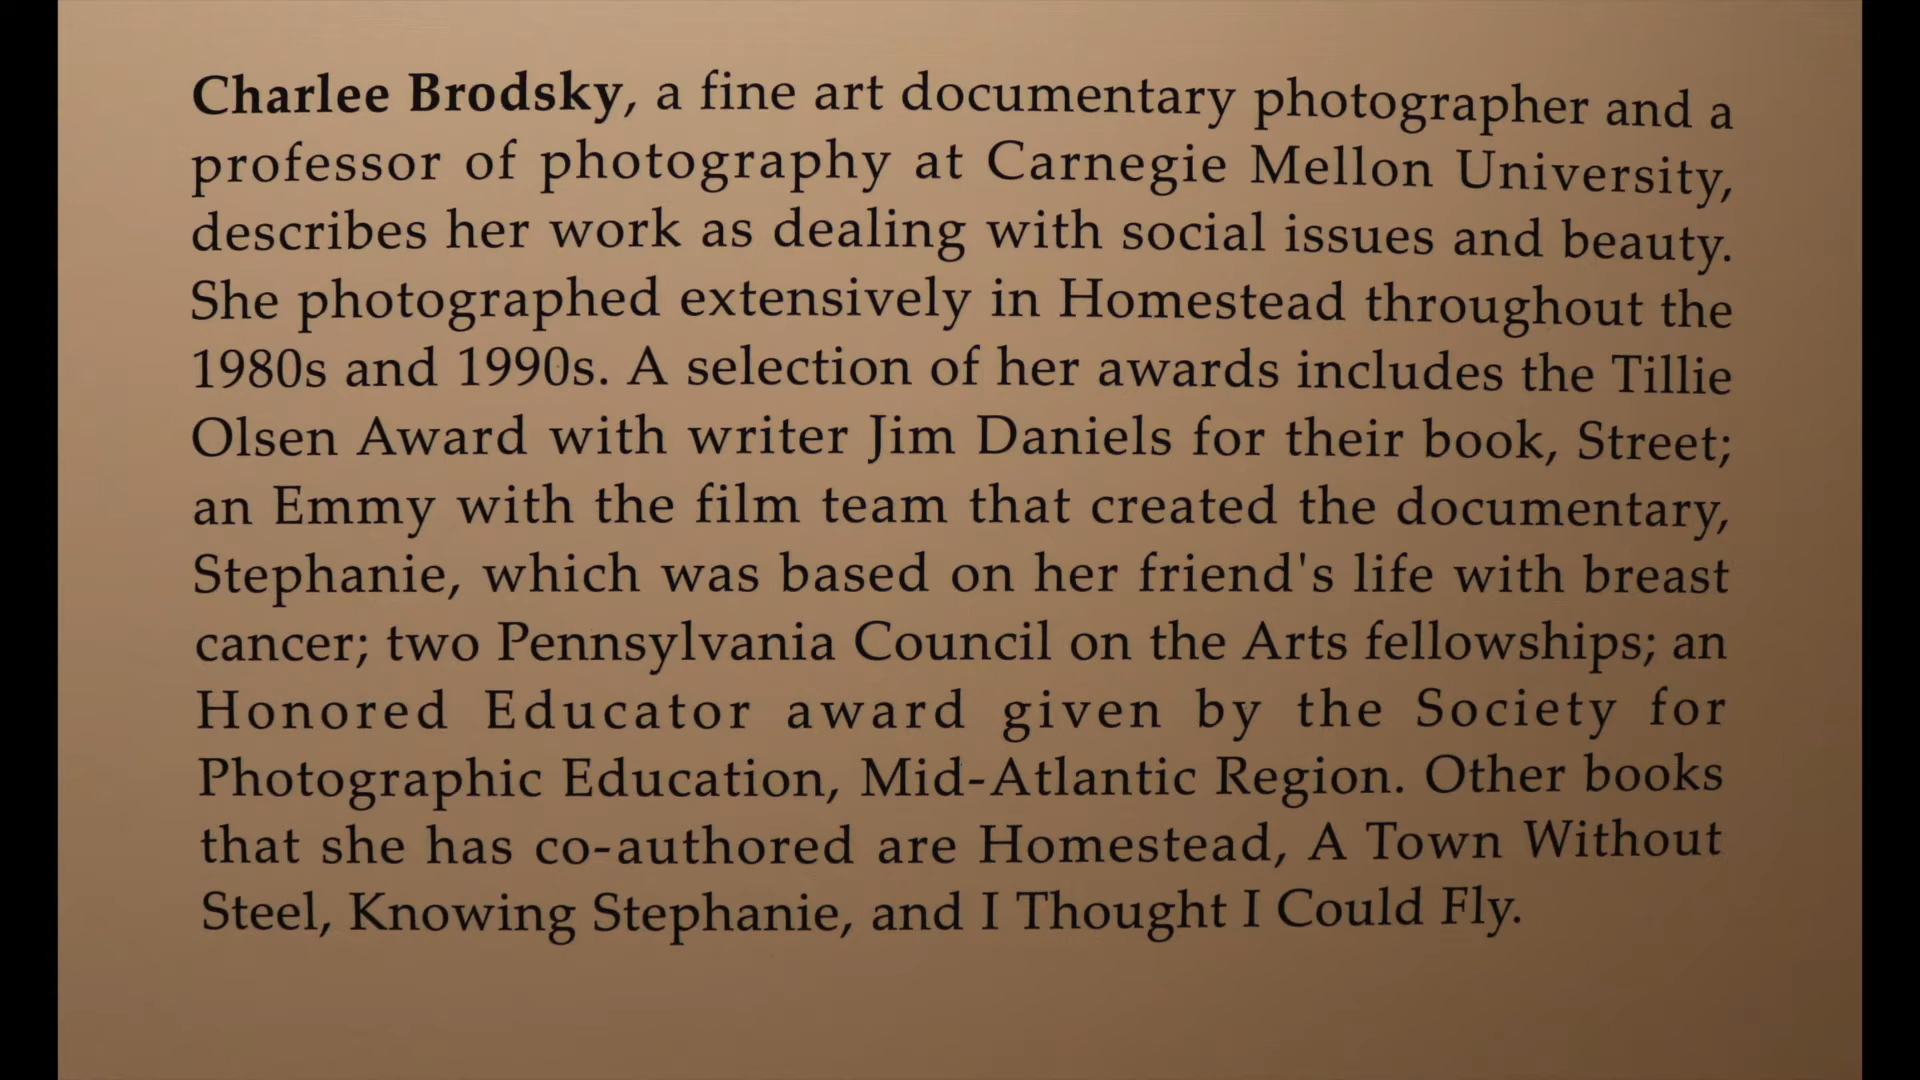 Charlee Brodsky, a fine art documentary photographer and a
professor of photography at Carnegie Mellon University,
describes her work as dealing with social issues and beauty.
She photographed extensively in Homestead throughout the
1980s and 1990s. A selection of her awards includes the Tillie
Olsen Award with writer Jim Daniels for their book, Street;
an Emmy with the film team that created the documentary,
Stephanie, which was based on her friend's life with breast
cancer; two Pennsylvania Council on the Arts fellowships; an
Honored Educator award given by the Society for
Photographic Education, Mid-Atlantic Region. Other books
that she has co-authored are Homestead, A Town Without
Steel, Knowing Stephanie, and I Thought I Could Fly.